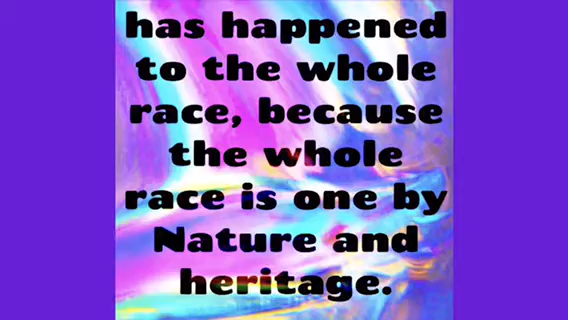 has happened
to the whole
race, because
the whole
race is one by
Nature and
heritage.